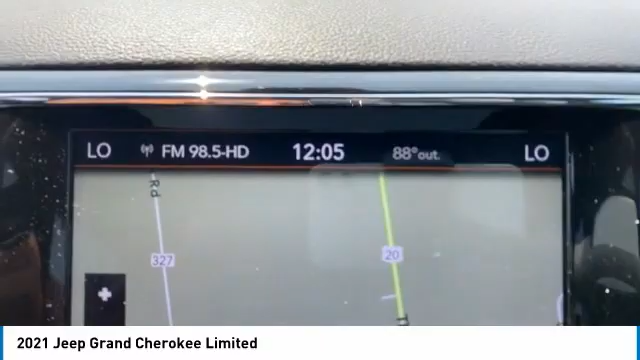 LO FM 98.5-HD 12:05 88°out. LO
Rd
327
20
2021 Jeep Grand Cherokee Limited